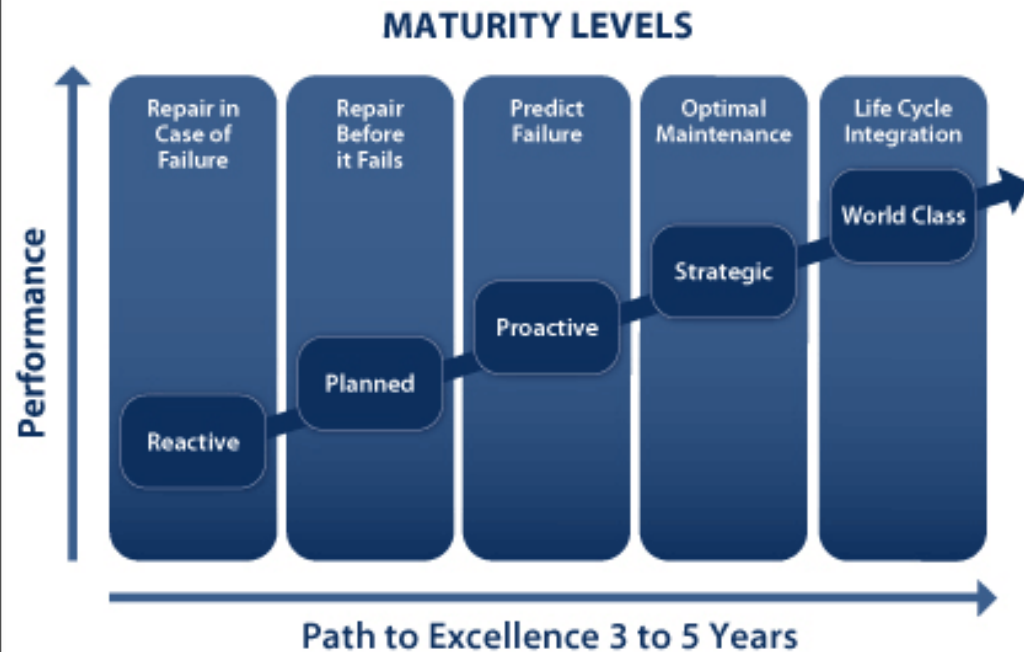 MATURITY LEVELS
Repair in
Case of
Failure
Repair
Before
it Fails
Predict
Failure
Optimal
Maintenance
Life Cycle
Integration
Reactive
Planned
Proactive
Strategic
World Class
Performance
Path to Excellence 3 to 5 Years